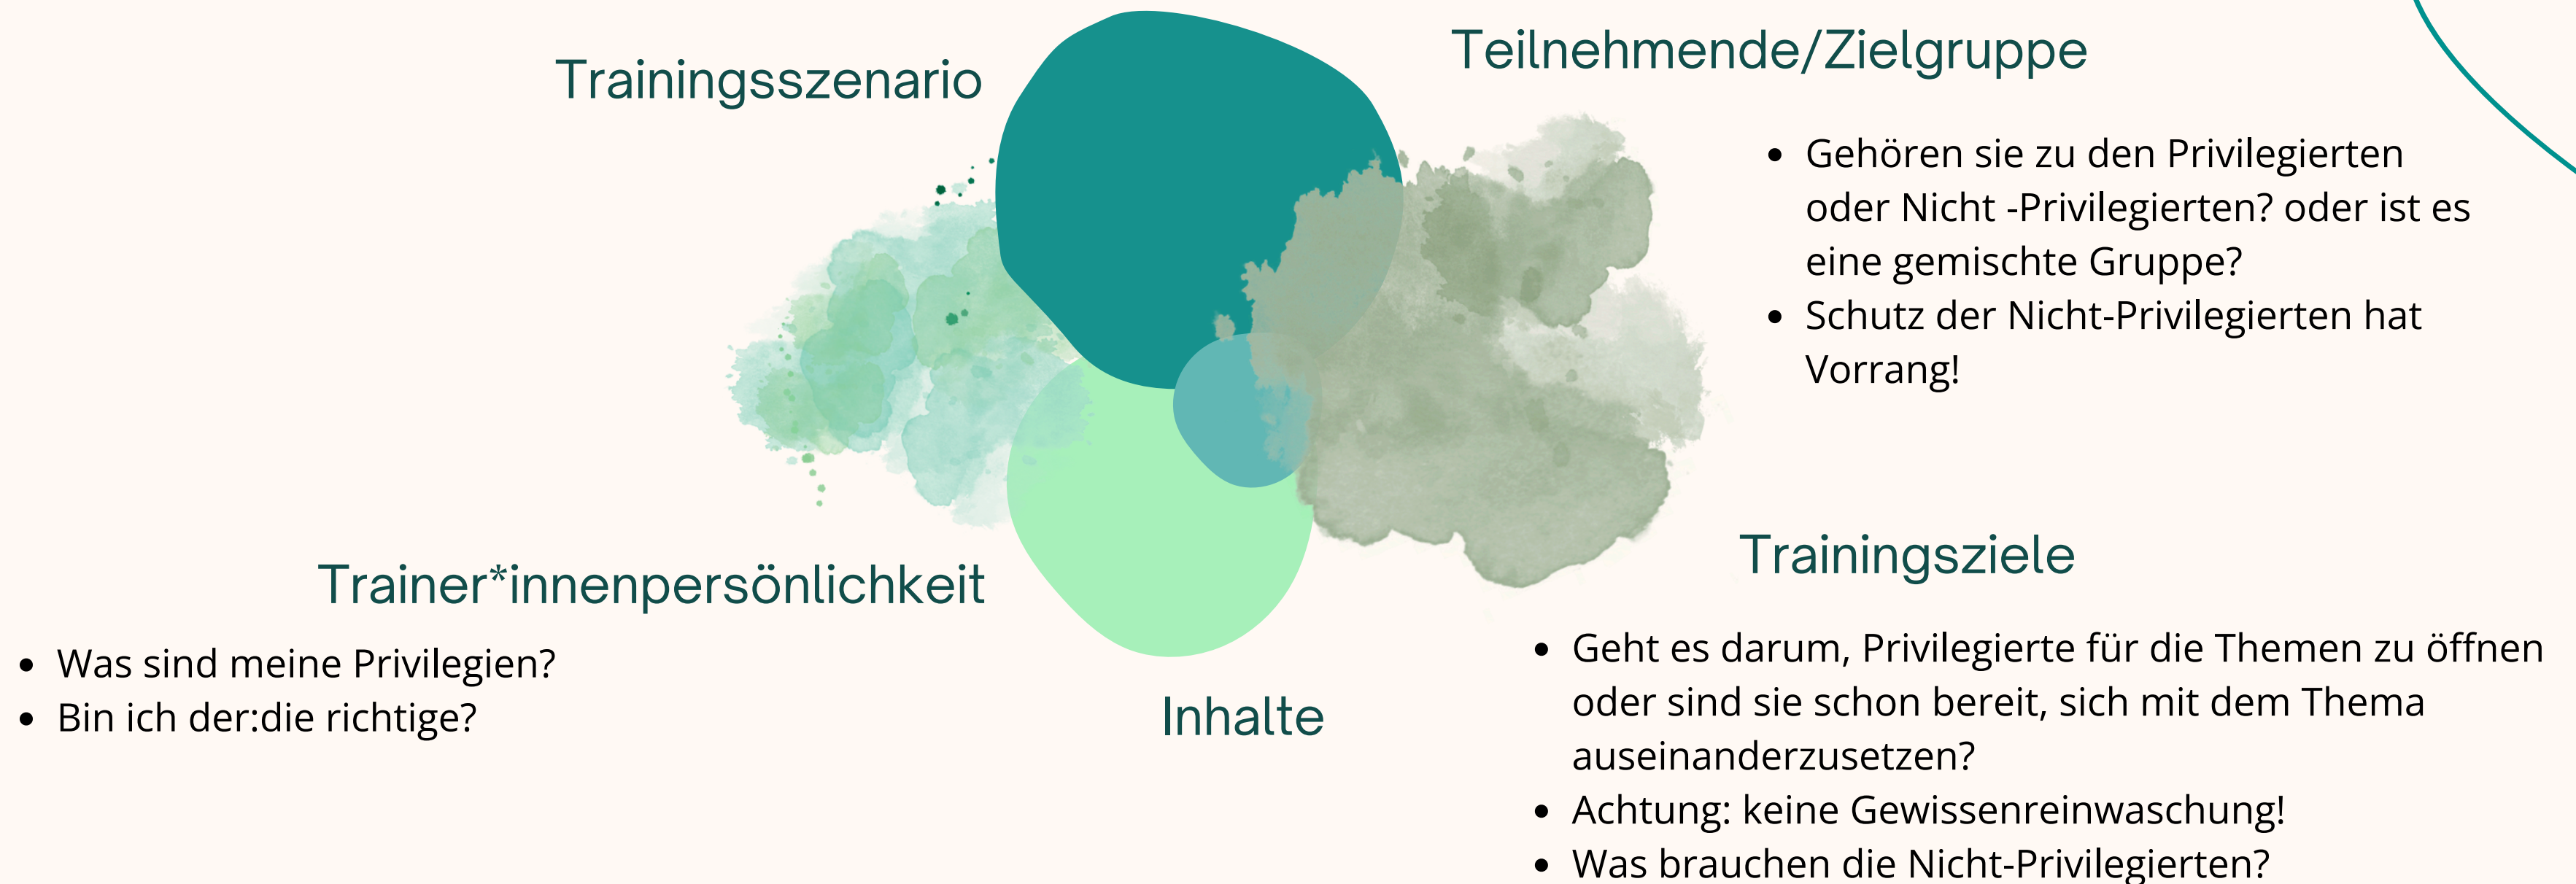 Trainingsszenario
Teilnehmende/Zielgruppe
• Gehören sie zu den Privilegierten
oder Nicht -Privilegierten? oder ist es
eine gemischte Gruppe?
• Schutz der Nicht-Privilegierten hat
Vorrang!
Trainer*innenpersönlichkeit
• Was sind meine Privilegien?
• Bin ich der:die richtige?
Inhalte
Trainingsziele
• Geht es darum, Privilegierte für die Themen zu öffnen
oder sind sie schon bereit, sich mit dem Thema
auseinanderzusetzen?
• Achtung: keine Gewissenreinwaschung!
• Was brauchen die Nicht-Privilegierten?